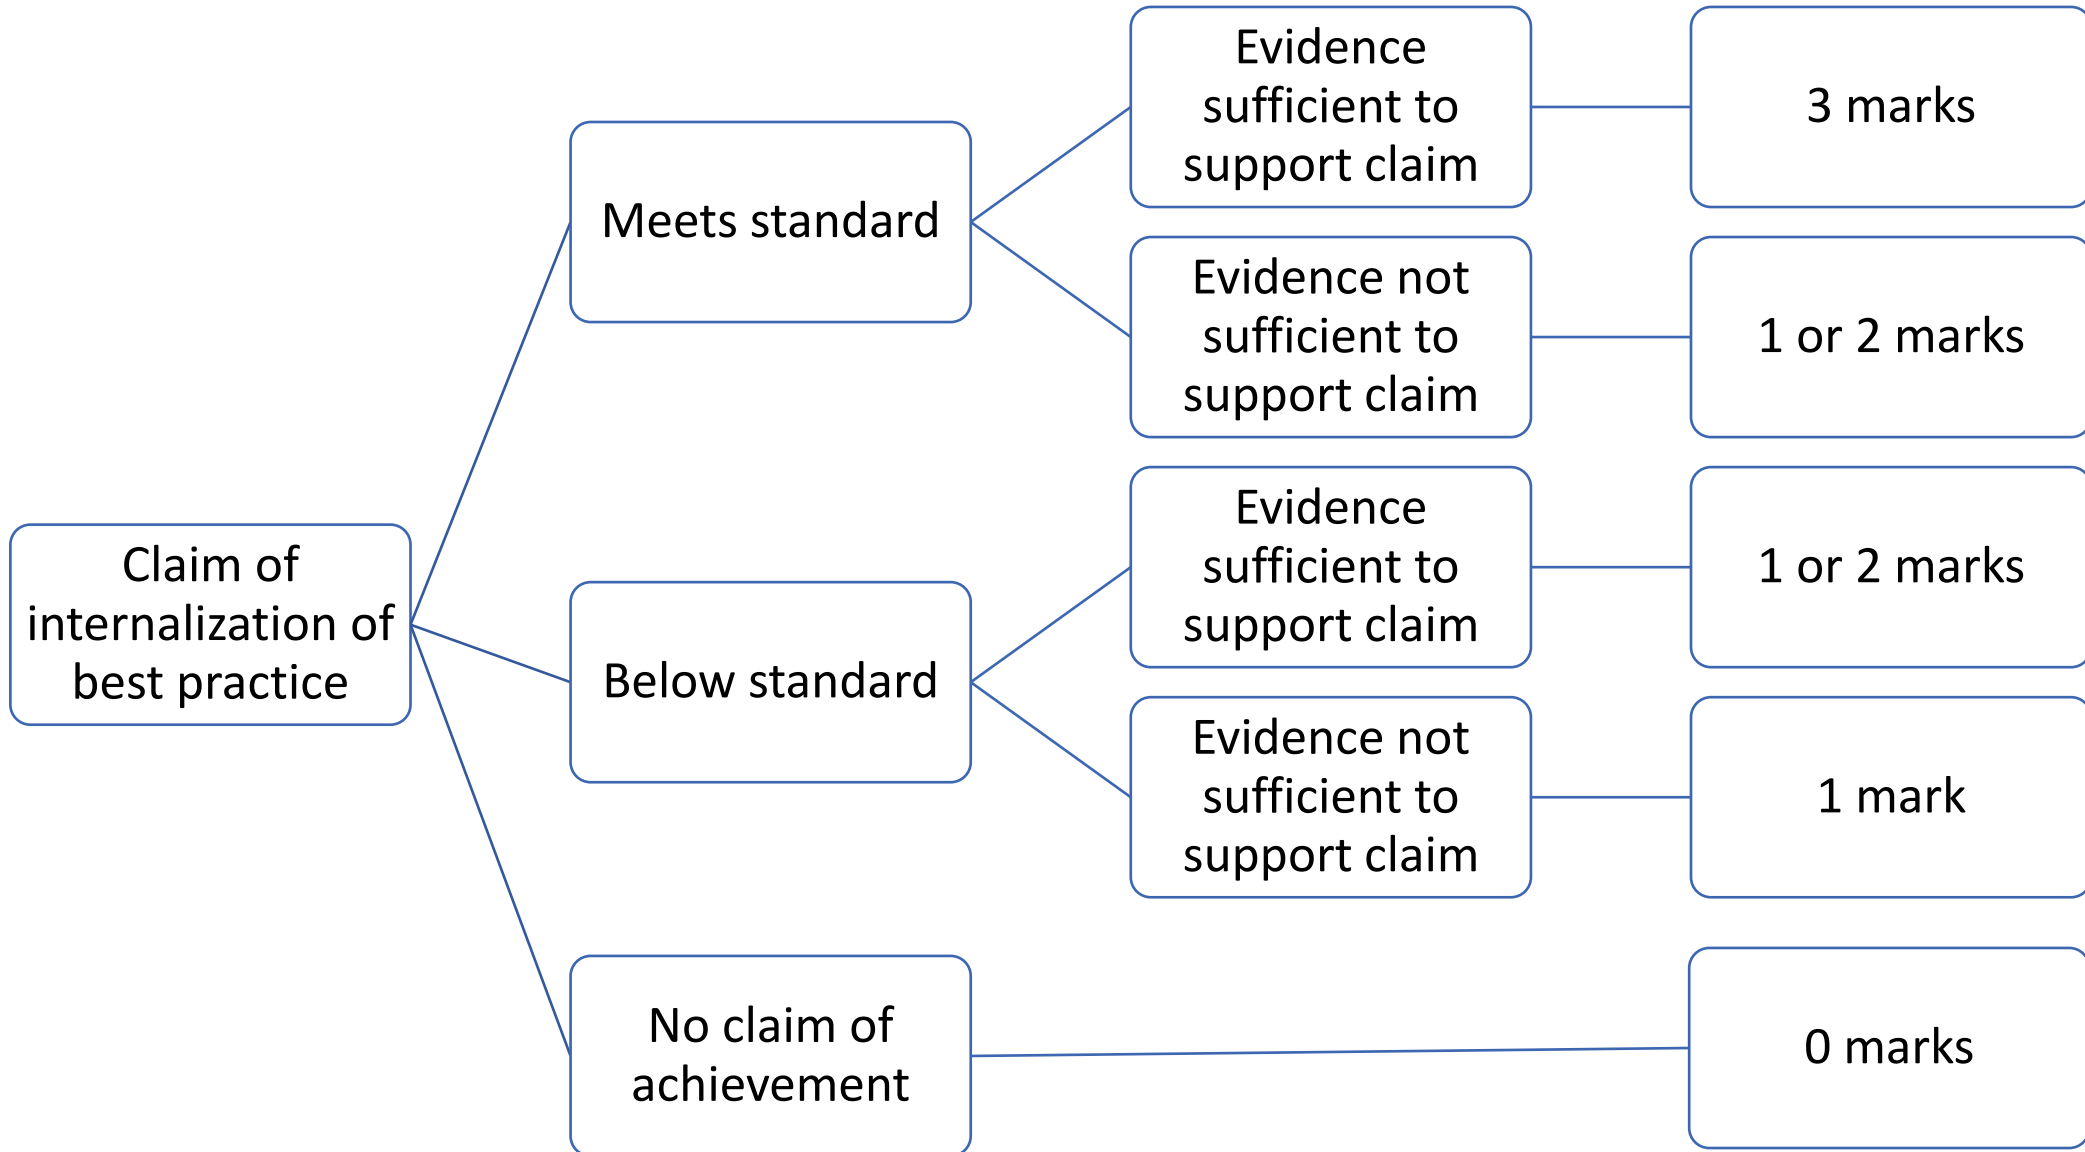 Claim of
internalization of
best practice
Meets standard
Evidence
sufficient to
support claim
3 marks
Evidence not
sufficient to
support claim
1 or 2 marks
Below standard
Evidence
sufficient to
support claim
1 or 2 marks
Evidence not
sufficient to
support claim
1 mark
No claim of
achievement
0 marks